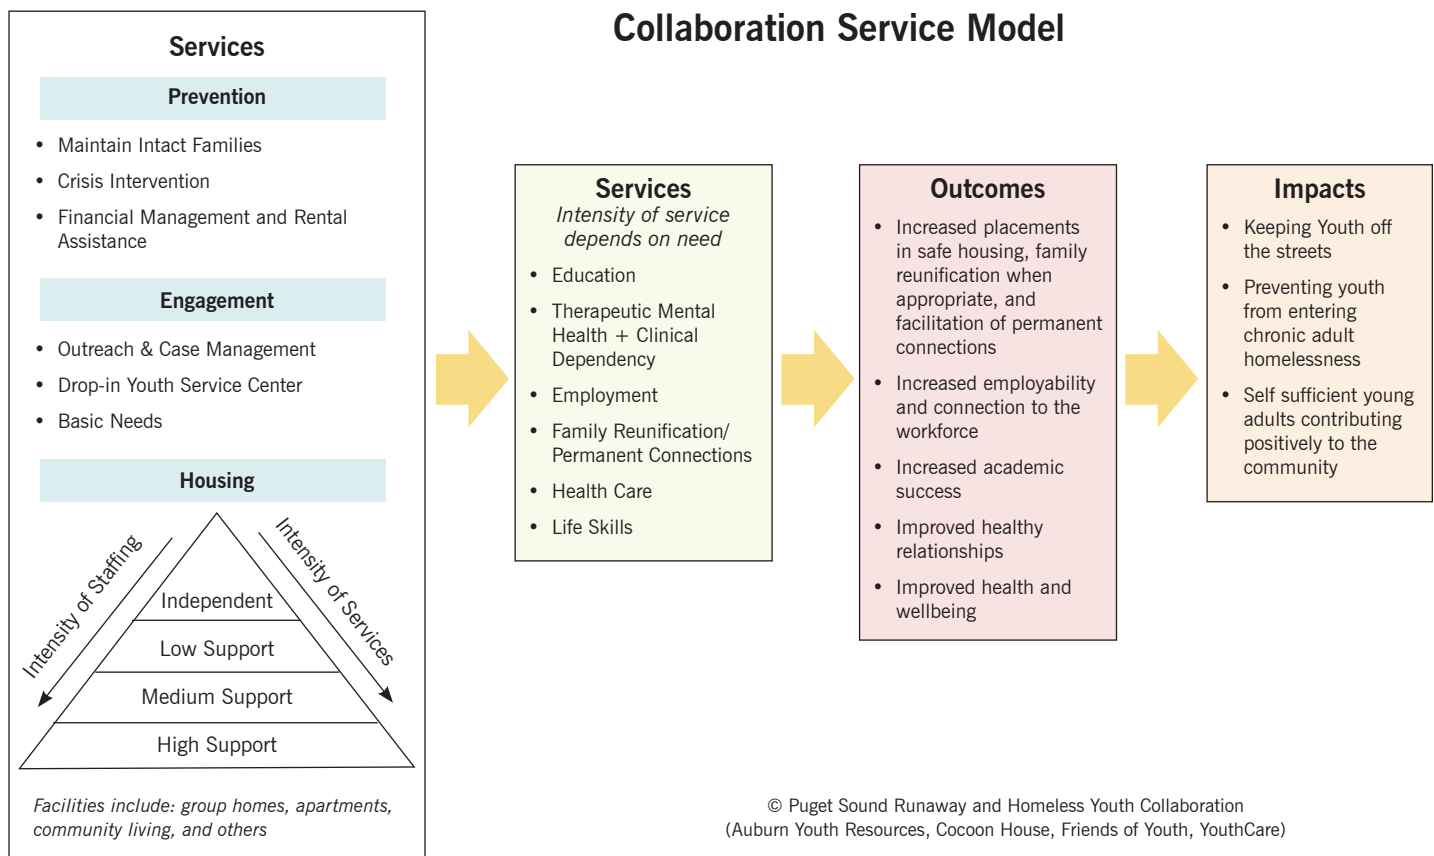 Collaboration Service Model
Services
Prevention
• Maintain Intact Families
• Crisis Intervention
• Financial Management and Rental
Assistance
Engagement
• Outreach & Case Management
• Drop-in Youth Service Center
• Basic Needs
Housing
Intensity of Staffing
Intensity of Services
Independent
Low Support
Medium Support
High Support
Facilities include: group homes, apartments,
community living, and others
Services
Intensity of service
depends on need
• Education
• Therapeutic Mental
Health + Clinical
Dependency
• Employment
• Family Reunification/
Permanent Connections
• Health Care
• Life Skills
Outcomes
• Increased placements
in safe housing, family
reunification when
appropriate, and
facilitation of permanent
connections
• Increased employability
and connection to the
workforce
• Increased academic
success
• Improved healthy
relationships
• Improved health and
wellbeing
Impacts
• Keeping Youth off
the streets
• Preventing youth
from entering
chronic adult
homelessness
• Self sufficient young
adults contributing
positively to the
community
© Puget Sound Runaway and Homeless Youth Collaboration
(Auburn Youth Resources, Cocoon House, Friends of Youth, YouthCare)